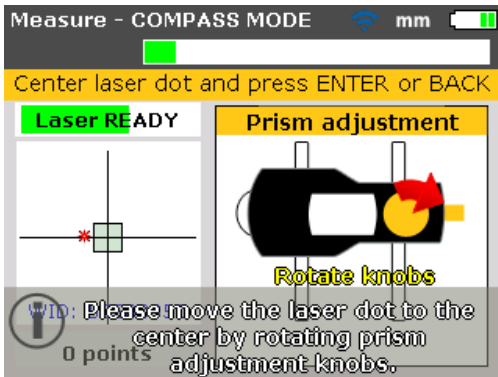 Measure - COMPASS MODE mm
Center laser dot and press ENTER or BACK
Laser READY
Prism adjustment
Rotate knobs
WID:
Please move the laser dot to the
center by rotating prism
adjustment knobs.
0 points